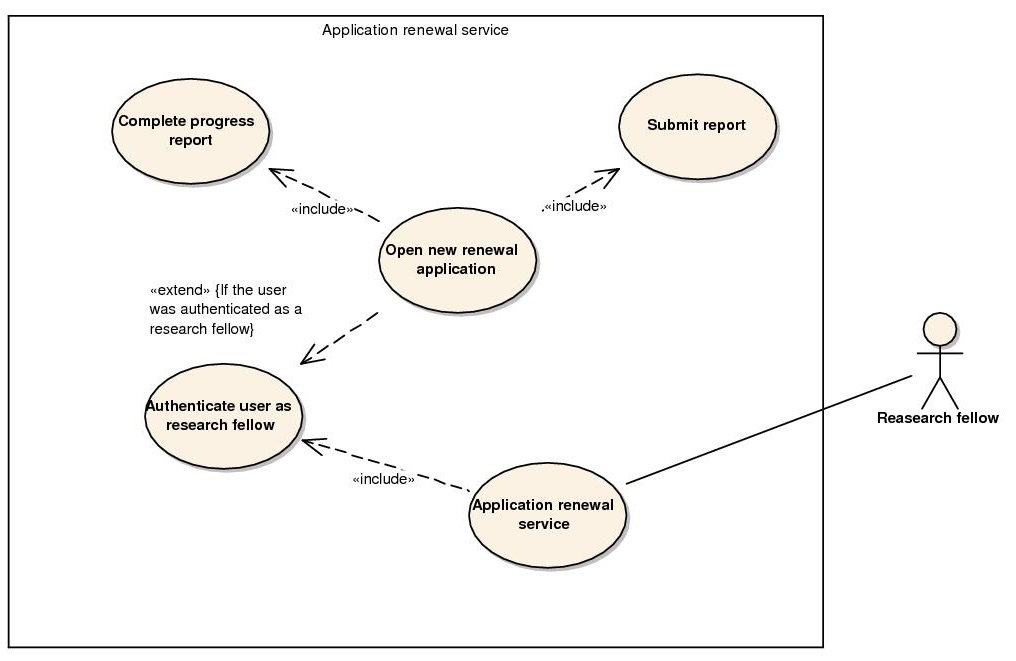 Application renewal service
Complete progress
report
Submit report
«include»
«include»
Open new renewal
application
«extend» {If the user
was authenticated as a
research fellow}
Authenticate user as
research fellow
Reasearch fellow
«include»
Application renewal
service